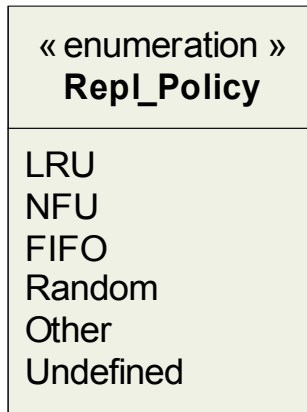 « enumeration »
Repl_Policy
LRU
NFU
FIFO
Random
Other
Undefined